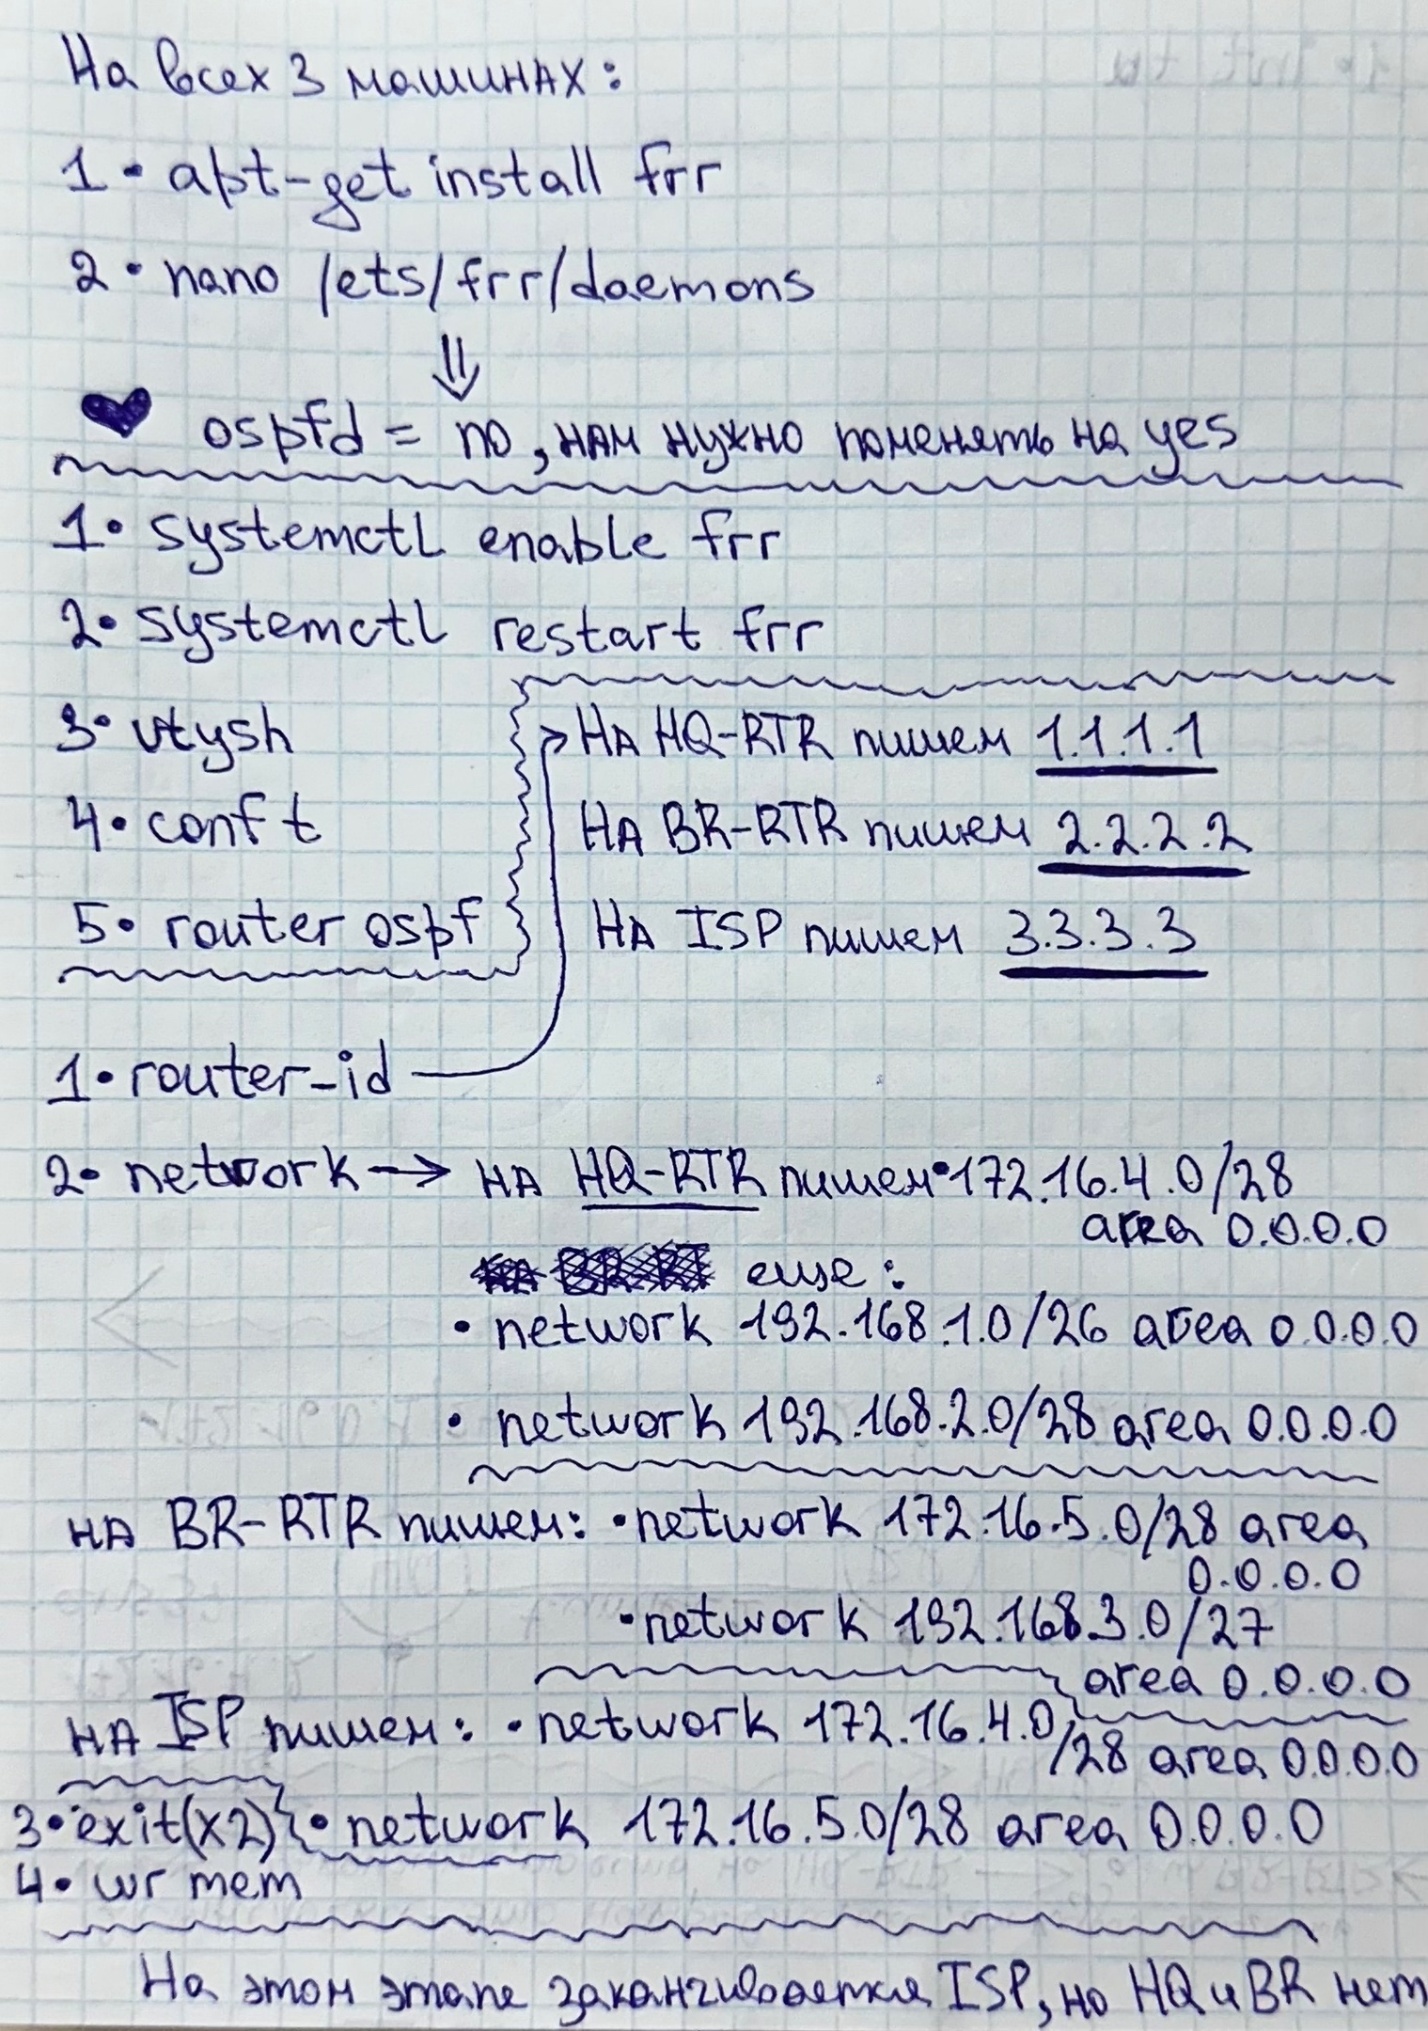 На всех 3 машинах:
1• apt-get install frr
2• nano /ets/frr/daemons
⇓
♥ ospfd = no, нам нужно поменять на yes
1• systemctl enable frr
2• systemctl restart frr
3• vtysh
4• conf t
5• router ospf
1• router-id
На HQ-RTR пишем 1.1.1.1
На BR-RTR пишем 2.2.2.2
На ISP пишем 3.3.3.3
2• network → на HQ-RTR пишем•172.16.4.0/28
area 0.0.0.0
еще:
• network 192.168.1.0/26 area 0.0.0.0
• network 192.168.2.0/28 area 0.0.0.0
на BR-RTR пишем: •network 172.16.5.0/28 area
0.0.0.0
•network 192.168.3.0/27
area 0.0.0.0
на ISP пишем: •network 172.16.4.0
/28 area 0.0.0.0
• network 172.16.5.0/28 area 0.0.0.0
3•exit(x2)
4• wr mem
На этом этапе заканчивается ISP, но HQ и BR нет